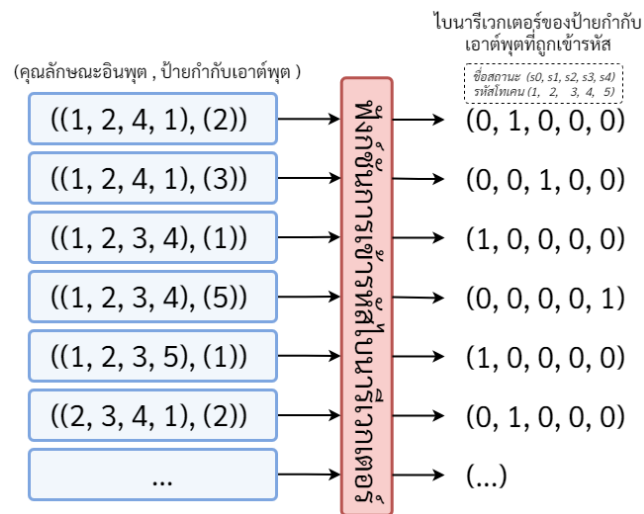 ไบนารีเวกเตอร์ของป้ายกำกับ
เอาต์พุตที่ถูกเข้ารหัส
(คุณลักษณะอินพุต , ป้ายกำกับเอาต์พุต )
ชื่อสถานะ (s0, s1, s2, s3, s4)
รหัสโทเคน (1, 2, 3, 4, 5)
((1, 2, 4, 1), (2))
(0, 1, 0, 0, 0)
((1, 2, 4, 1), (3))
(0, 0, 1, 0, 0)
((1, 2, 3, 4), (1))
(1, 0, 0, 0, 0)
((1, 2, 3, 4), (5))
(0, 0, 0, 0, 1)
((1, 2, 3, 5), (1))
(1, 0, 0, 0, 0)
((2, 3, 4, 1), (2))
(0, 1, 0, 0, 0)
...
(...)
ฟังก์ชันการเข้ารหัสไบนารีเวกเตอร์